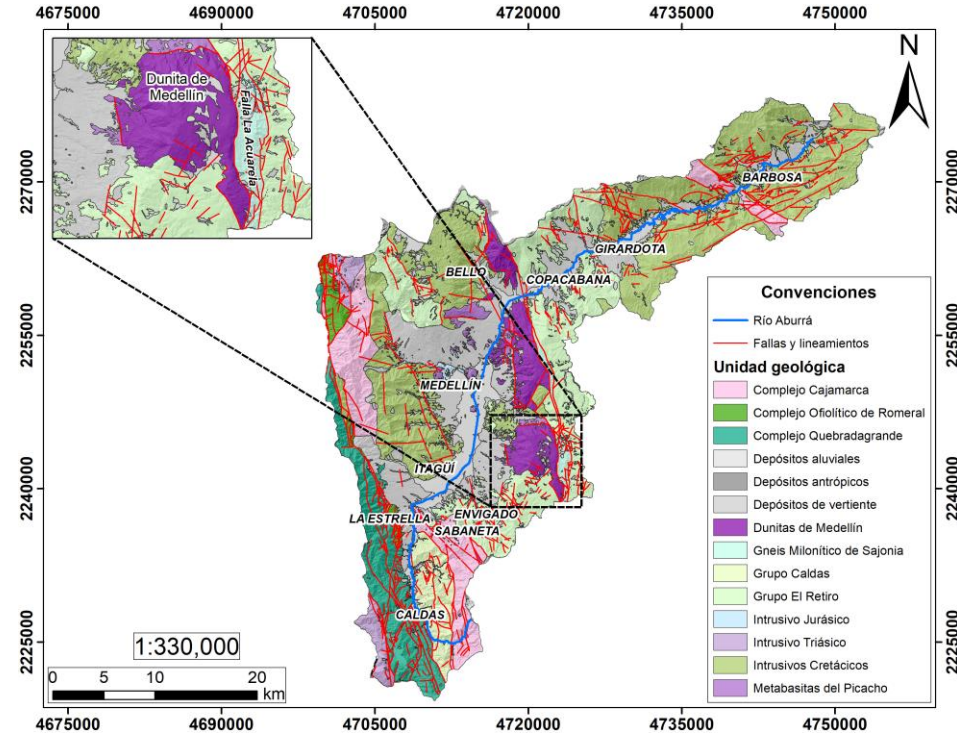 4675000 4690000 4705000 4720000 4735000 4750000
N
Dunita de
Medellín
Falla La Acuarela
2270000
2270000
BARBOSA
GIRARDOTA
BELLO
COPACABANA
2255000
2255000
MEDELLÍN
ITAGÜÍ
2240000
2240000
LA ESTRELLA
ENVIGADO
SABANETA
CALDAS
2225000
2225000
1:330,000
0 5 10 20
km
Convenciones
Río Aburrá
Fallas y lineamientos
Unidad geológica
Complejo Cajamarca
Complejo Ofiolítico de Romeral
Complejo Quebradagrande
Depósitos aluviales
Depósitos antrópicos
Depósitos de vertiente
Dunitas de Medellín
Gneis Milonítico de Sajonia
Grupo Caldas
Grupo El Retiro
Intrusivo Jurásico
Intrusivo Triásico
Intrusivos Cretácicos
Metabasitas del Picacho
4675000 4690000 4705000 4720000 4735000 4750000